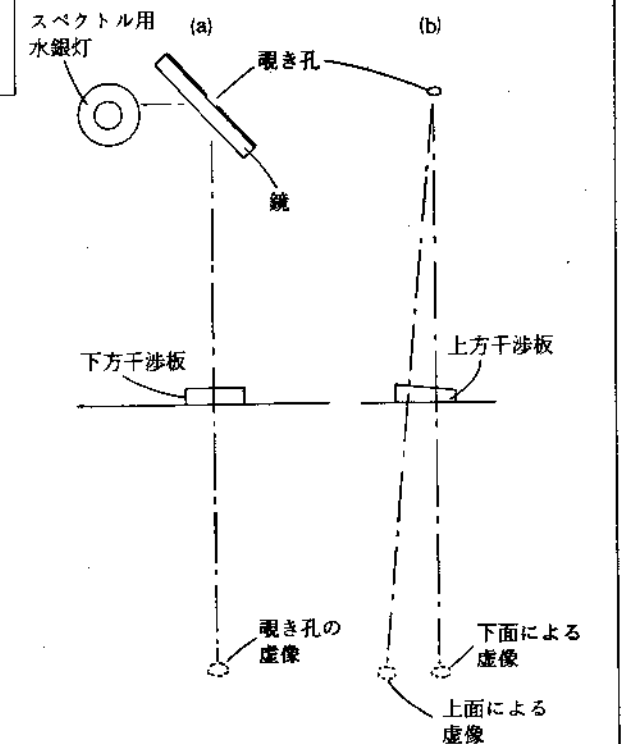 スペクトル用
水銀灯
(a)
(b)
覗き孔
鏡
下方干渉板
上方干渉板
覗き孔の
虚像
下面による
虚像
上面による
虚像